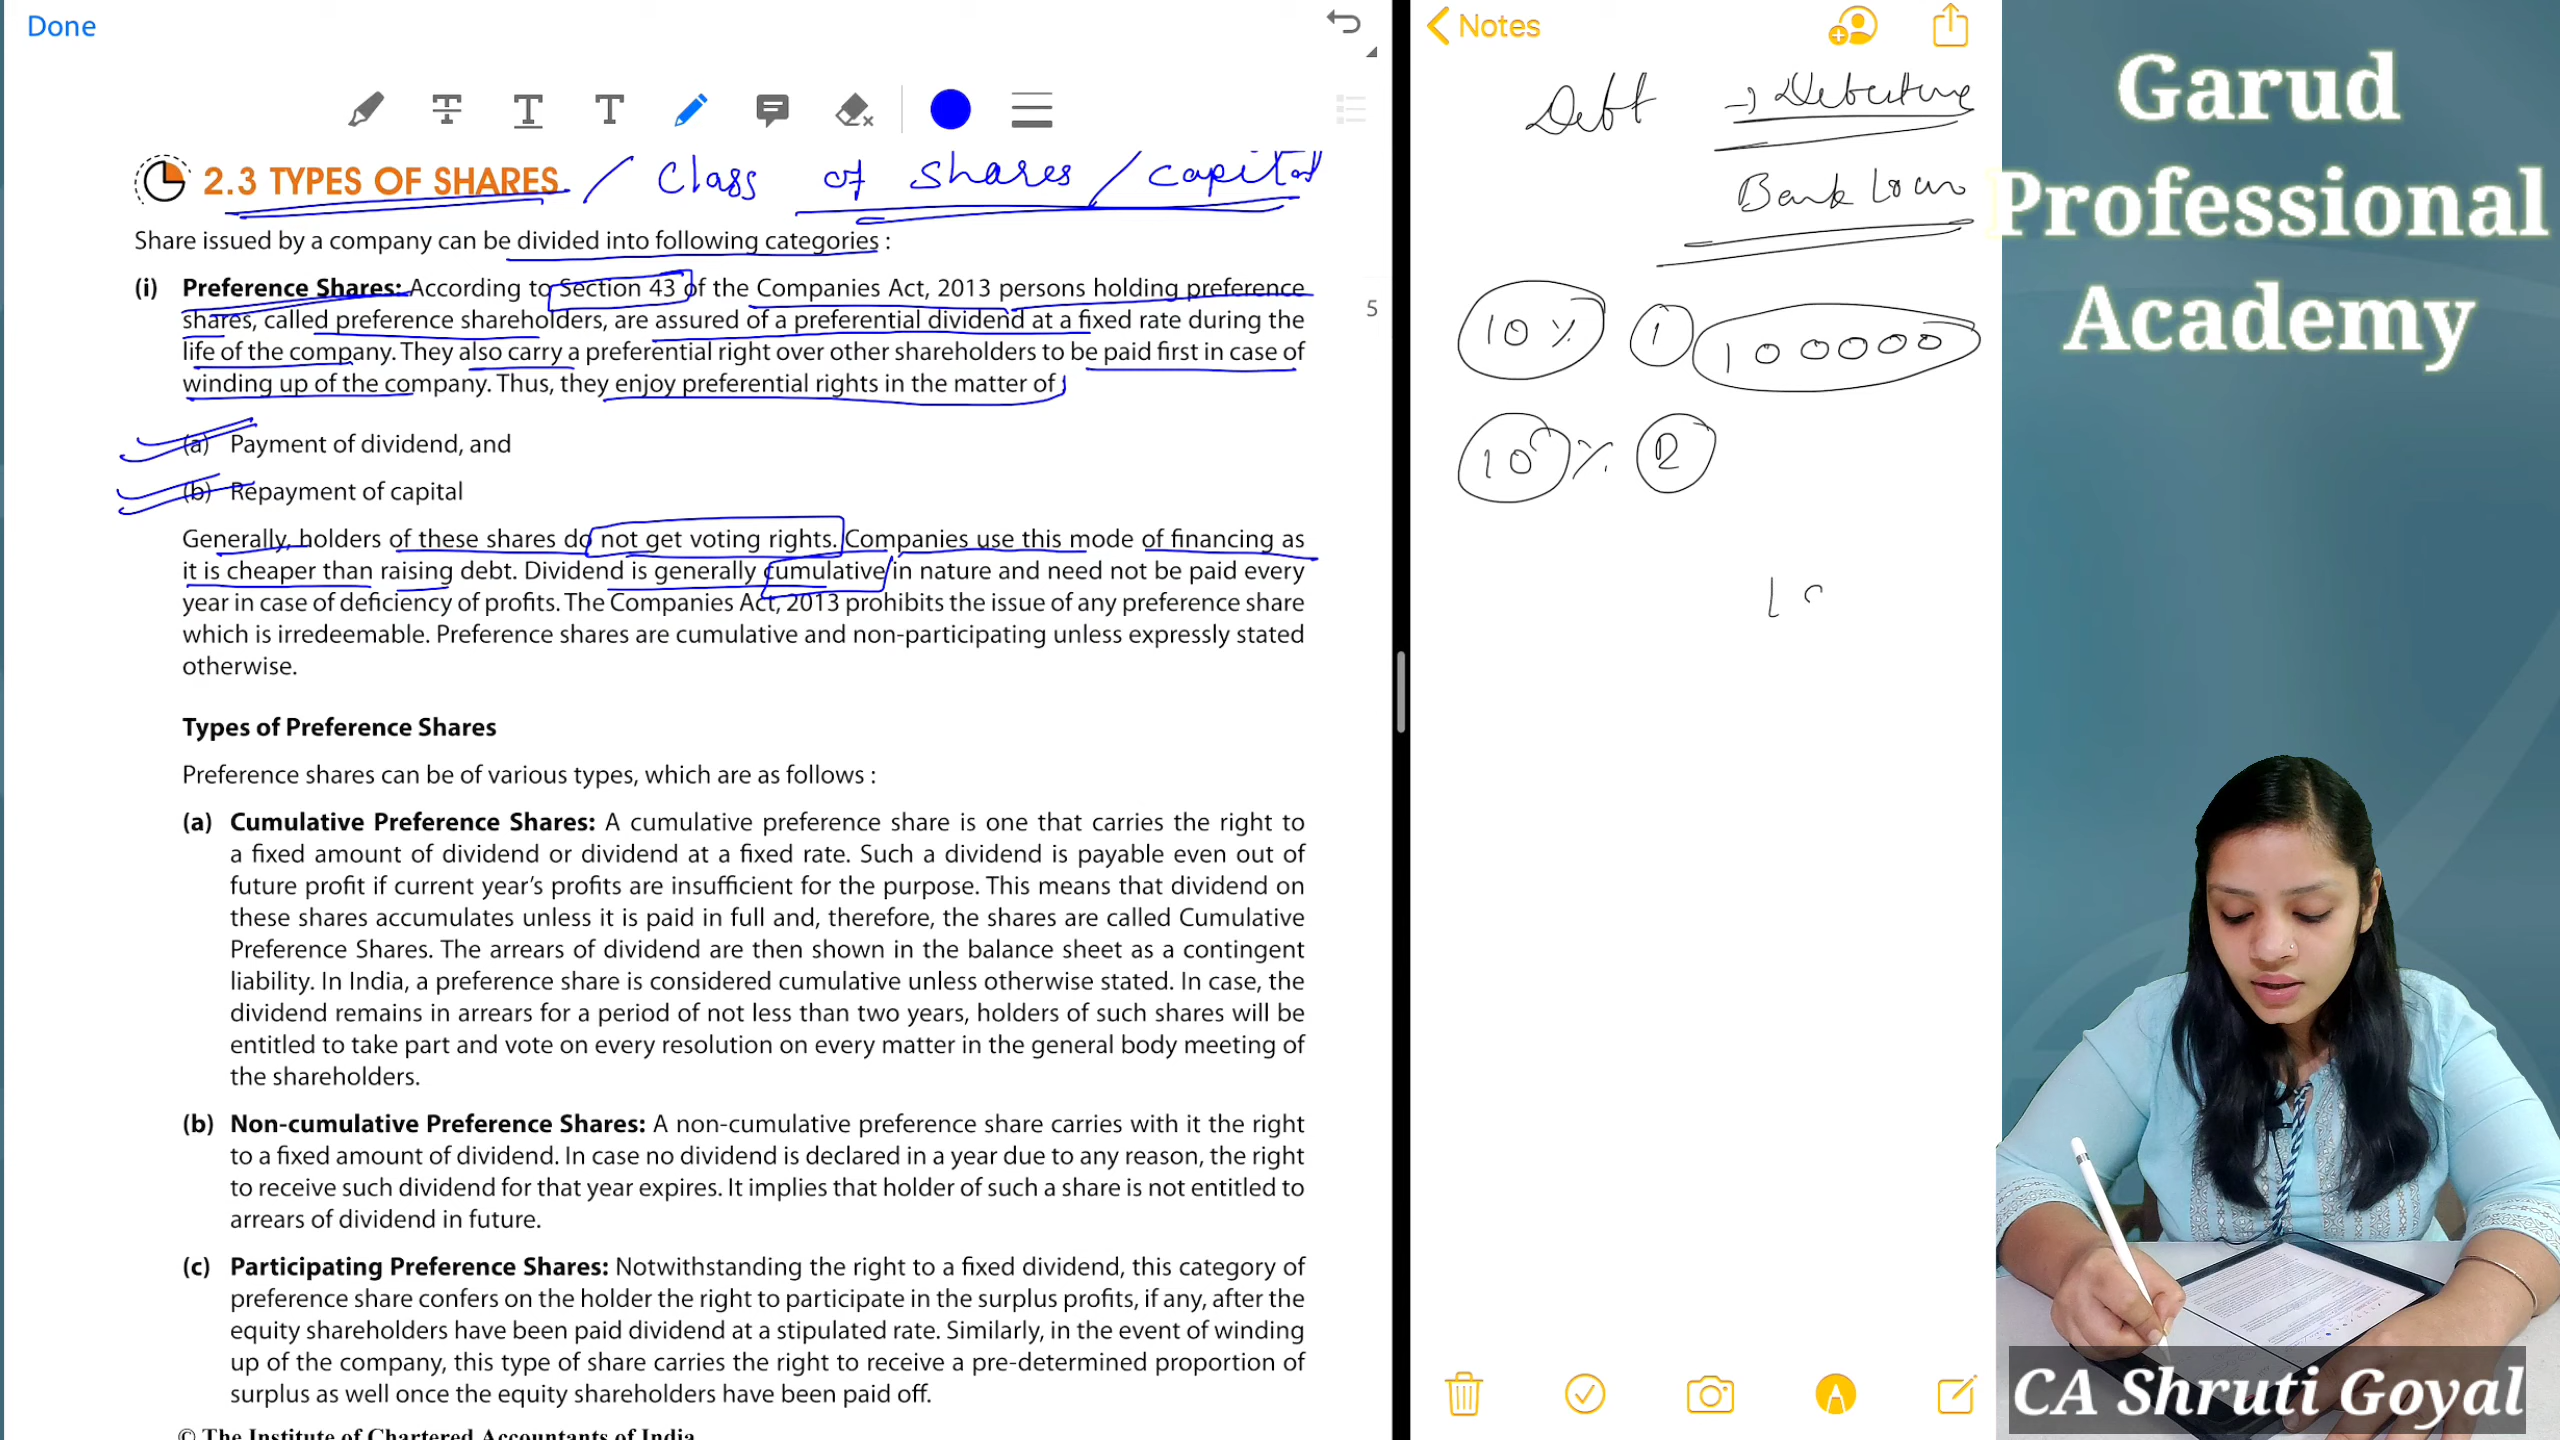 Done
2.3 TYPES OF SHARES / Class of shares / capital
Share issued by a company can be divided into following categories :
(i) Preference Shares: According to Section 43 of the Companies Act, 2013 persons holding preference
shares, called preference shareholders, are assured of a preferential dividend at a fixed rate during the
life of the company. They also carry a preferential right over other shareholders to be paid first in case of
winding up of the company. Thus, they enjoy preferential rights in the matter of
(a) Payment of dividend, and
(b) Repayment of capital
Generally, holders of these shares do not get voting rights. Companies use this mode of financing as
it is cheaper than raising debt. Dividend is generally cumulative in nature and need not be paid every
year in case of deficiency of profits. The Companies Act, 2013 prohibits the issue of any preference share
which is irredeemable. Preference shares are cumulative and non-participating unless expressly stated
otherwise.
Types of Preference Shares
Preference shares can be of various types, which are as follows :
(a) Cumulative Preference Shares: A cumulative preference share is one that carries the right to
a fixed amount of dividend or dividend at a fixed rate. Such a dividend is payable even out of
future profit if current year's profits are insufficient for the purpose. This means that dividend on
these shares accumulates unless it is paid in full and, therefore, the shares are called Cumulative
Preference Shares. The arrears of dividend are then shown in the balance sheet as a contingent
liability. In India, a preference share is considered cumulative unless otherwise stated. In case, the
dividend remains in arrears for a period of not less than two years, holders of such shares will be
entitled to take part and vote on every resolution on every matter in the general body meeting of
the shareholders.
(b) Non-cumulative Preference Shares: A non-cumulative preference share carries with it the right
to a fixed amount of dividend. In case no dividend is declared in a year due to any reason, the right
to receive such dividend for that year expires. It implies that holder of such a share is not entitled to
arrears of dividend in future.
(c) Participating Preference Shares: Notwithstanding the right to a fixed dividend, this category of
preference share confers on the holder the right to participate in the surplus profits, if any, after the
equity shareholders have been paid dividend at a stipulated rate. Similarly, in the event of winding
up of the company, this type of share carries the right to receive a pre-determined proportion of
surplus as well once the equity shareholders have been paid off.
© The Institute of Chartered Accountants of India
5
Notes
Debt → Debenture
Bank Loan
10 % 1 100000
10 % 2
Garud
Professional
Academy
CA Shruti Goyal